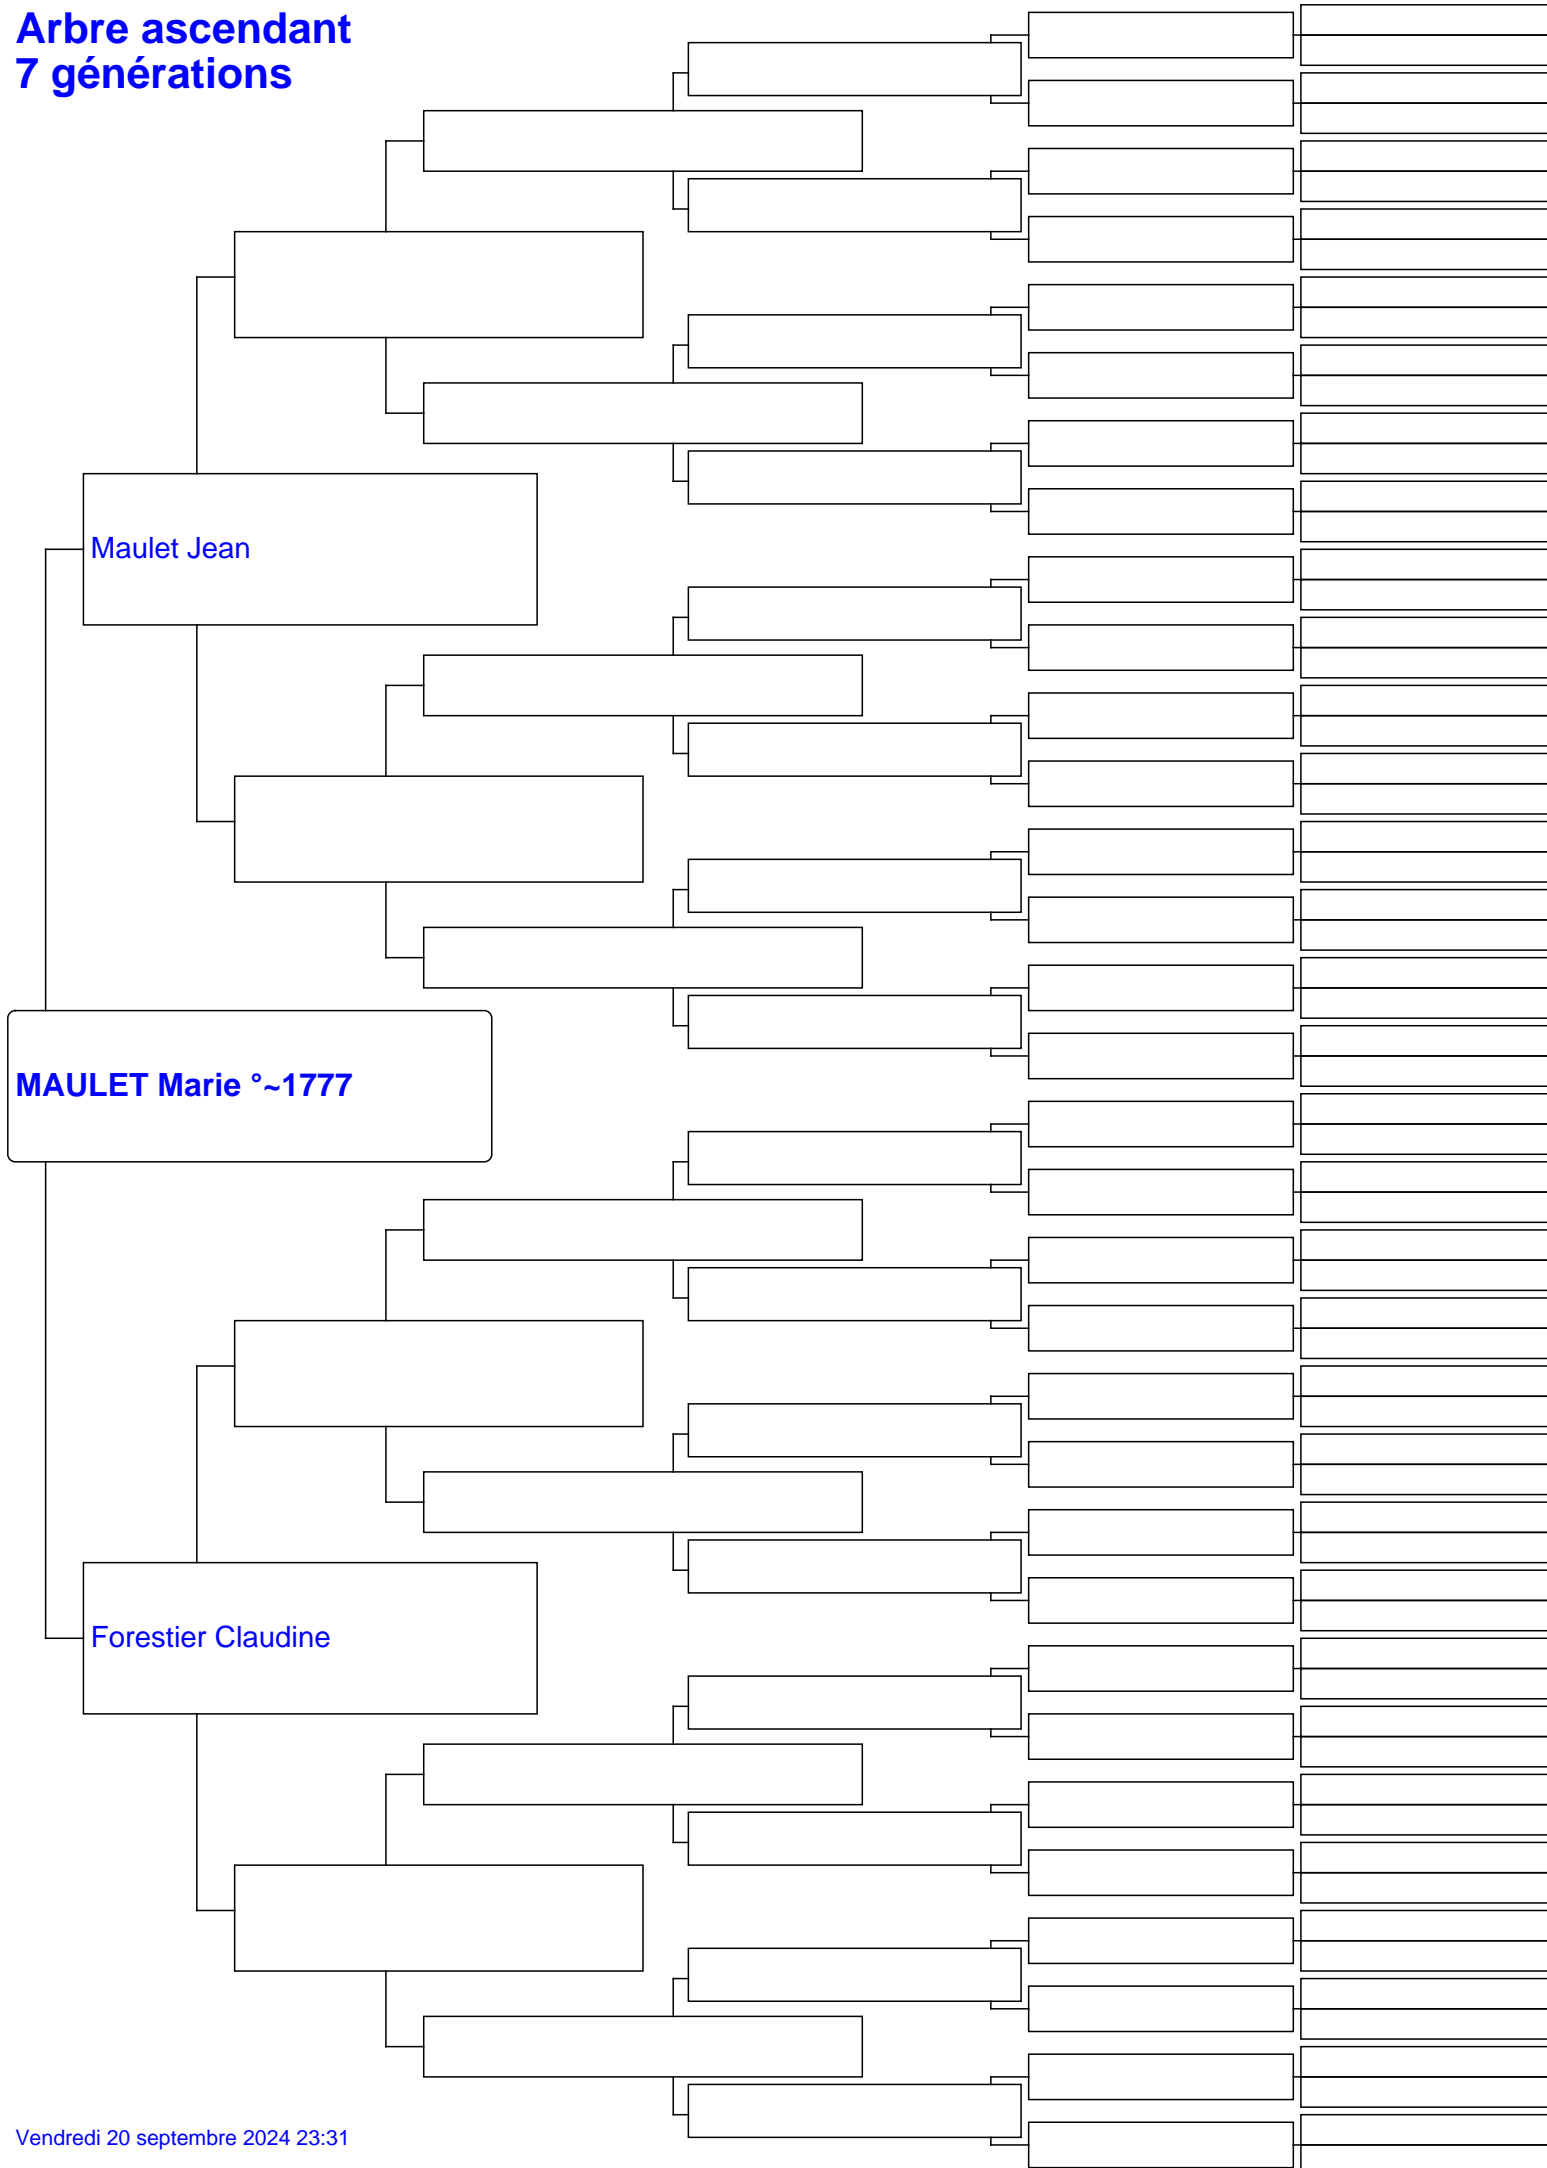 Arbre ascendant
7 générations
Maulet Jean
MAULET Marie °~1777
Forestier Claudine
Vendredi 20 septembre 2024 23:31